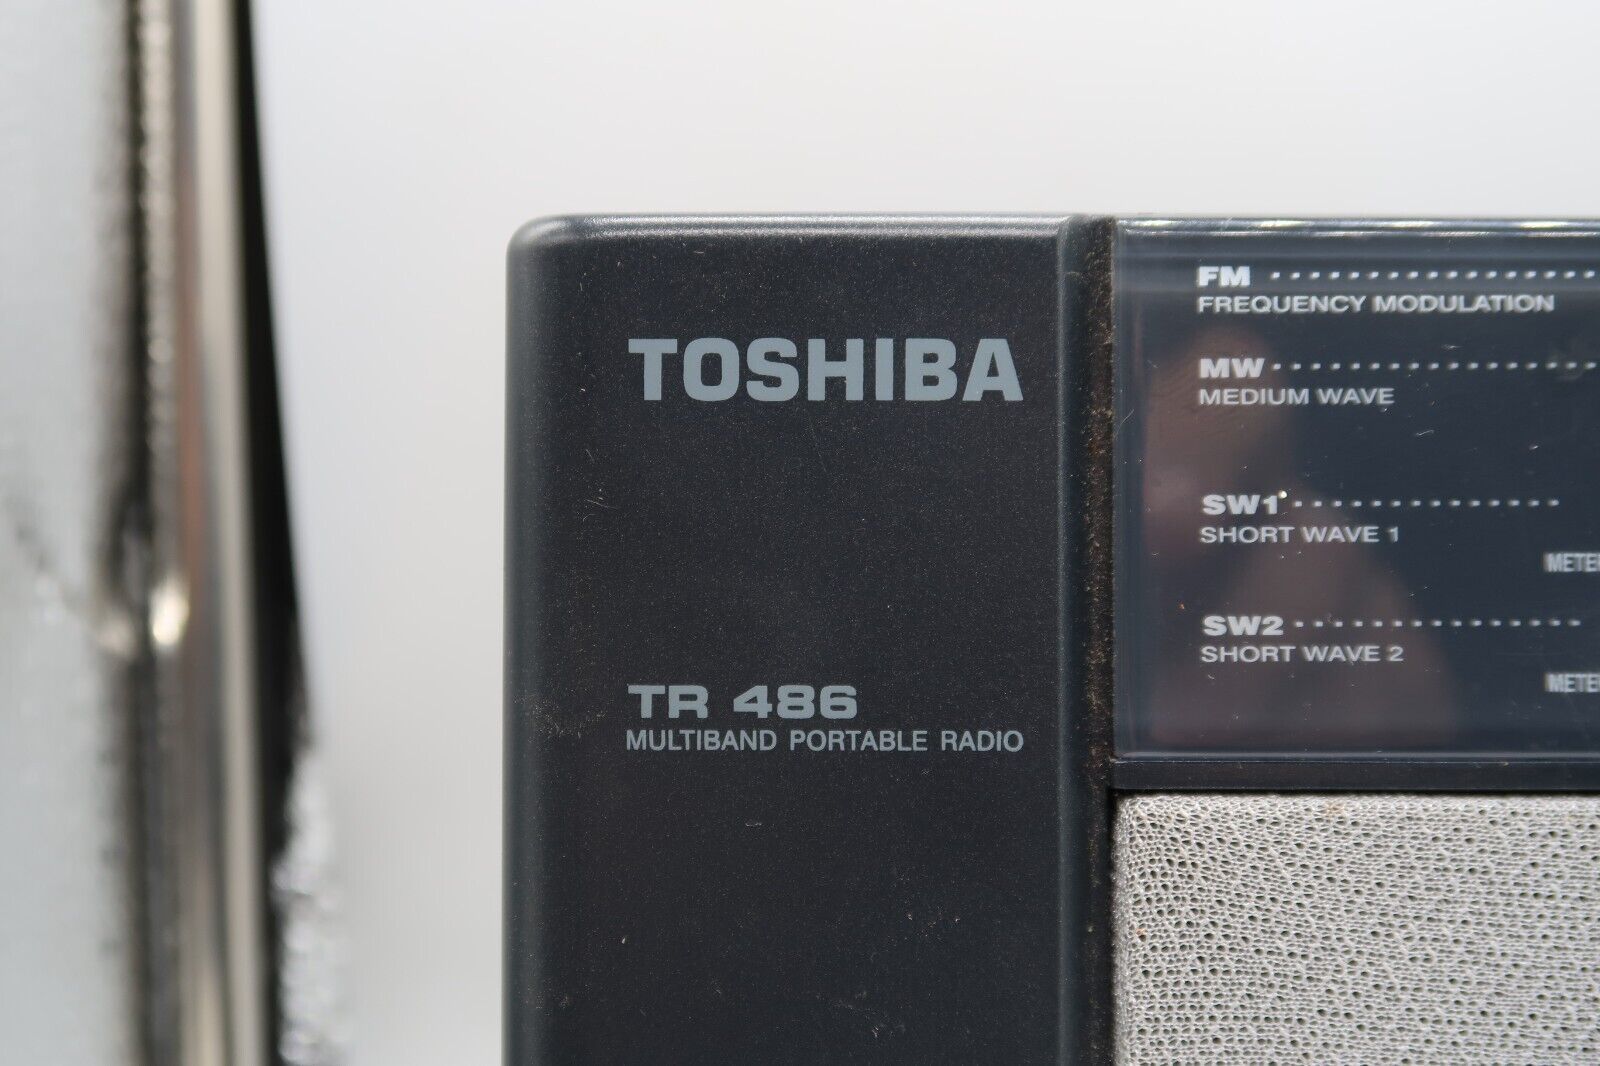 TOSHIBA
TR 486
MULTIBAND PORTABLE RADIO
FM
FREQUENCY MODULATION
MW
MEDIUM WAVE
SW1
SHORT WAVE 1
SW2
SHORT WAVE 2